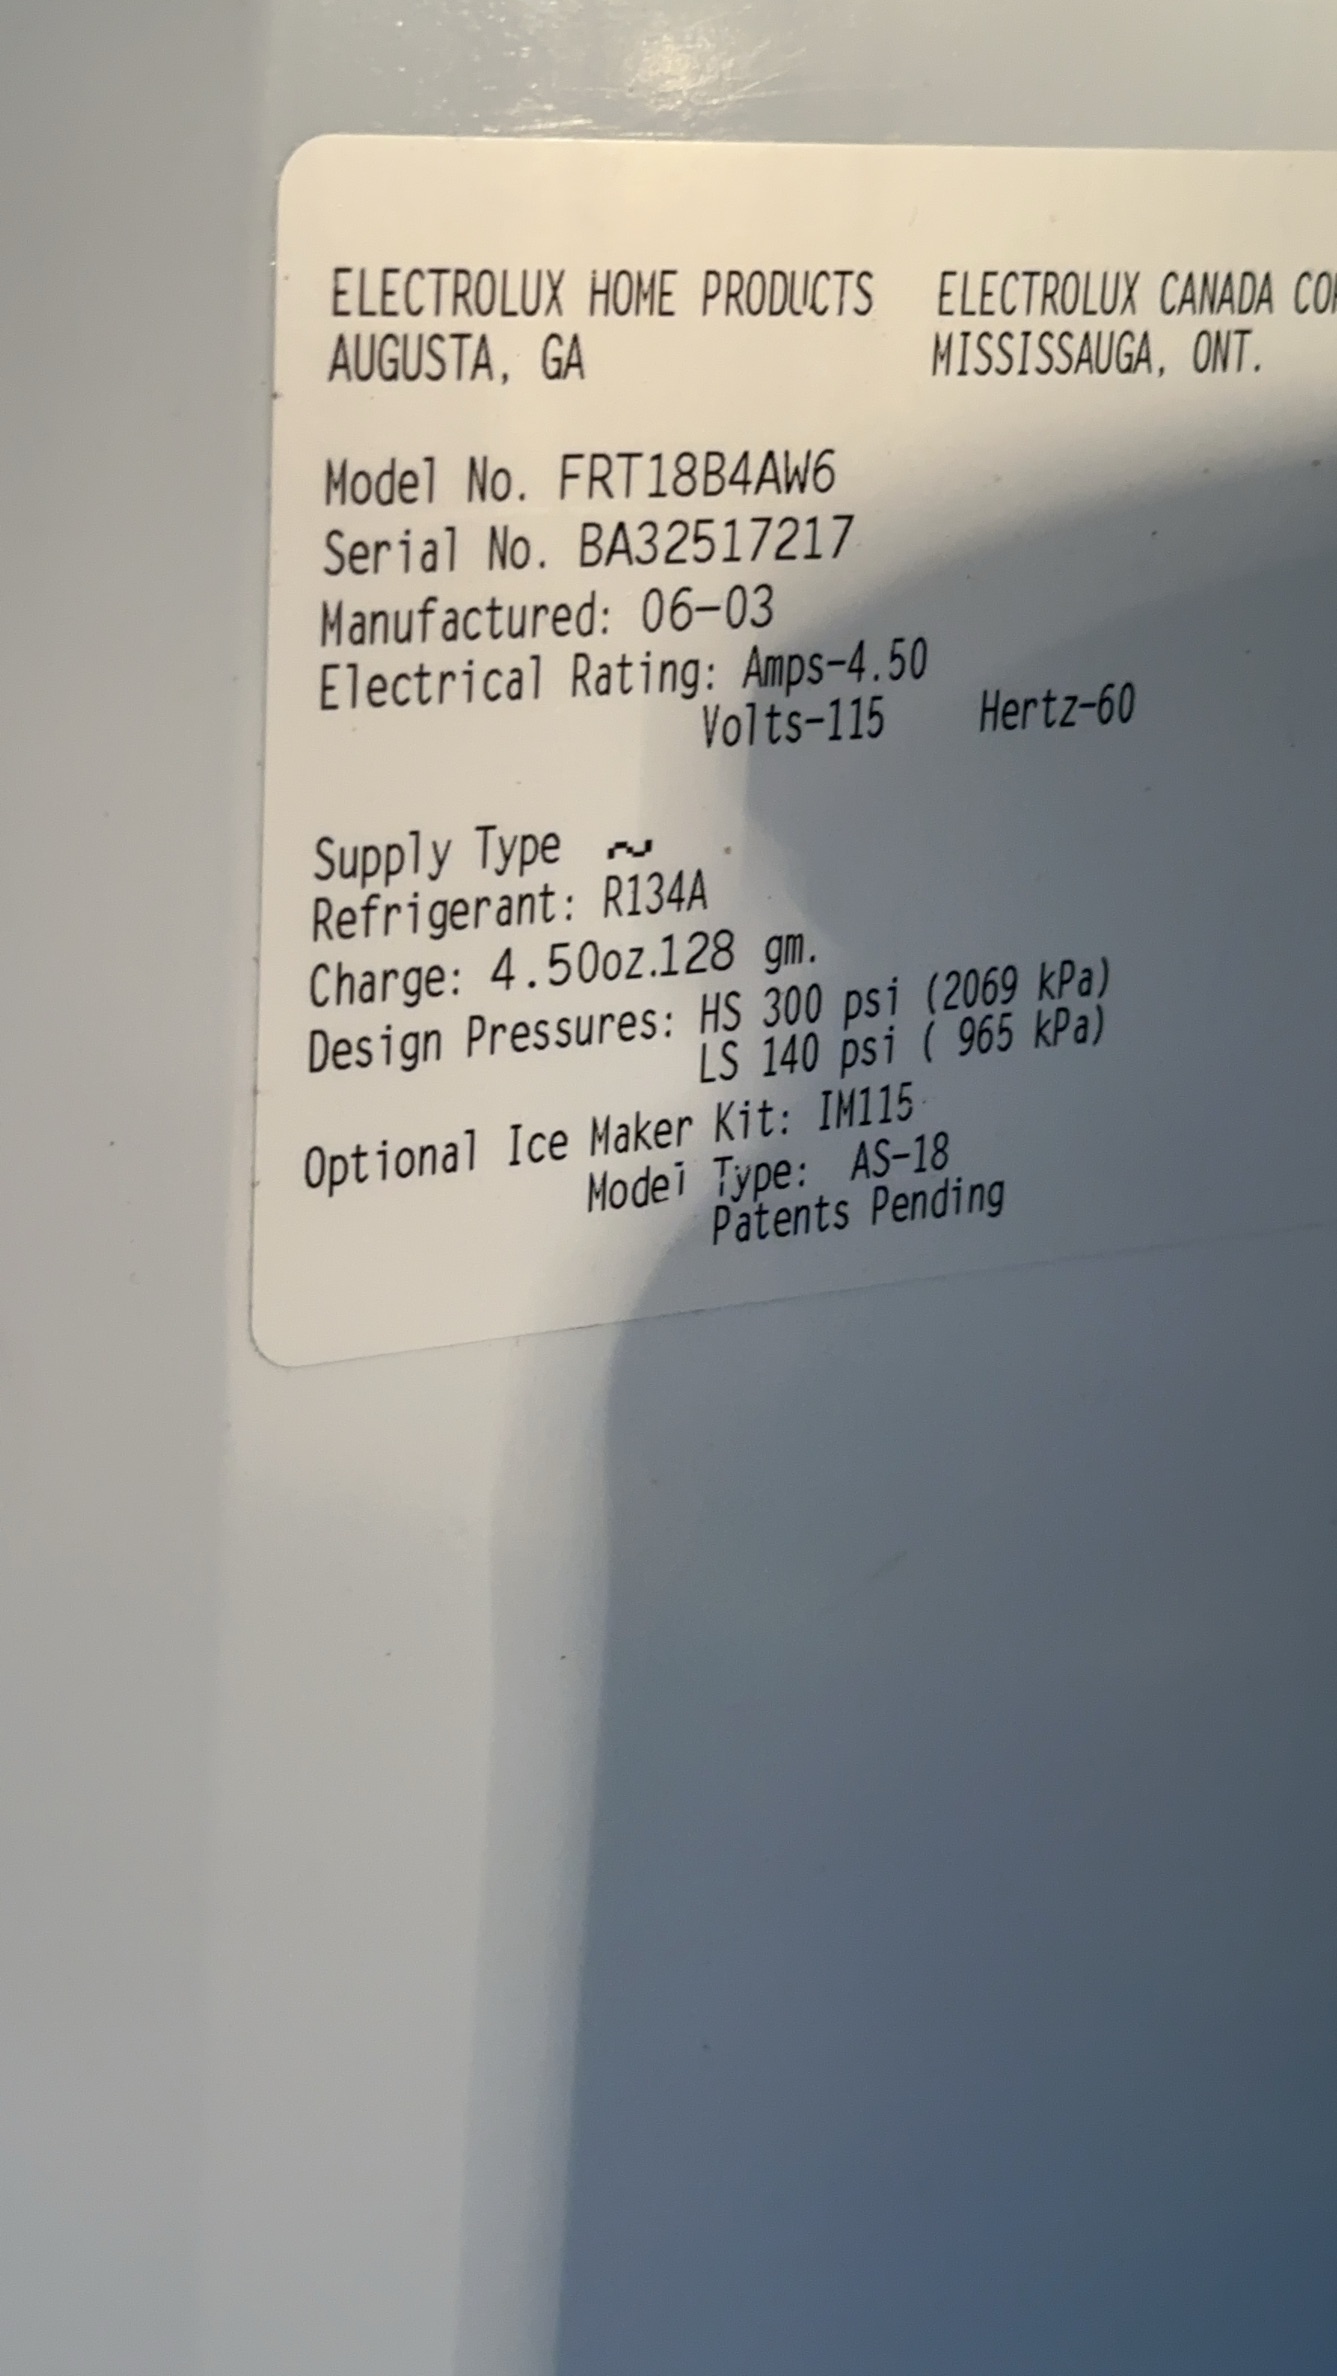 ELECTROLUX HOME PRODUCTS ELECTROLUX CANADA
AUGUSTA, GA MISSISSAUGA, ONT.
Model No. FRT18B4AW6
Serial No. BA32517217
Manufactured: 06-03
Electrical Rating: Amps-4.50
Volts-115 Hertz-60
Supply Type ~
Refrigerant: R134A
Charge: 4.50oz.128 gm.
Design Pressures: HS 300 psi (2069 kPa)
LS 140 psi ( 965 kPa)
Optional Ice Maker Kit: IM115
Model Type: AS-18
Patents Pending